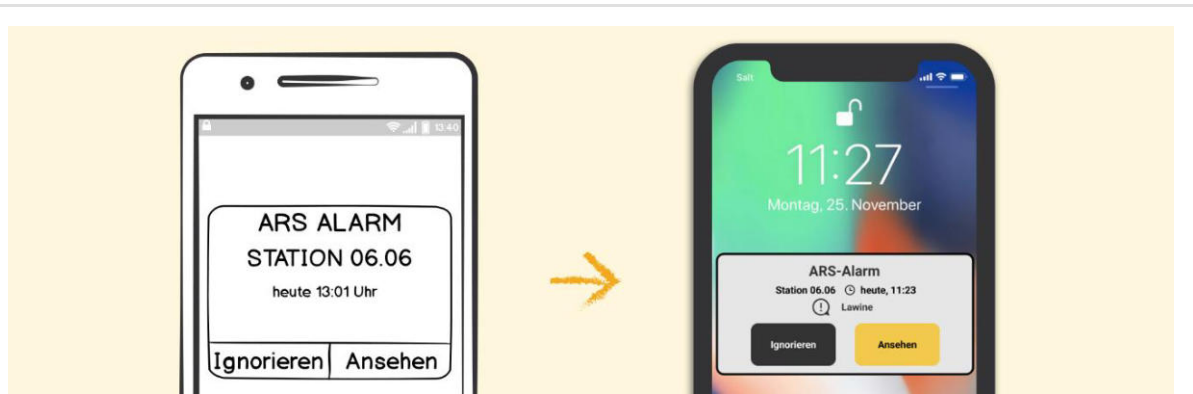 13:40
ARS ALARM
STATION 06.06
heute 13:01 Uhr
Ignorieren
Ansehen
Salt
11:27
Montag, 25. November
ARS-Alarm
Station 06.06 heute, 11:23
Lawine
Ignorieren
Ansehen